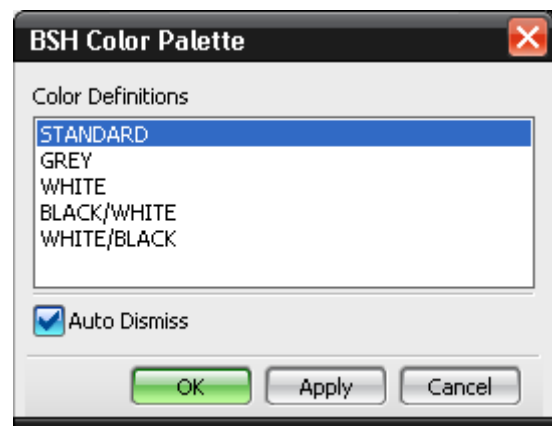 BSH Color Palette
Color Definitions
STANDARD
GREY
WHITE
BLACK/WHITE
WHITE/BLACK
Auto Dismiss
OK Apply Cancel